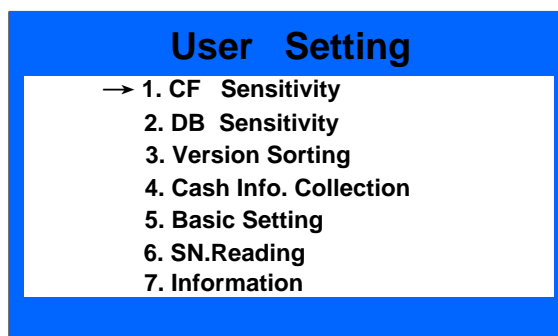 User Setting
→ 1. CF Sensitivity
2. DB Sensitivity
3. Version Sorting
4. Cash Info. Collection
5. Basic Setting
6. SN.Reading
7. Information